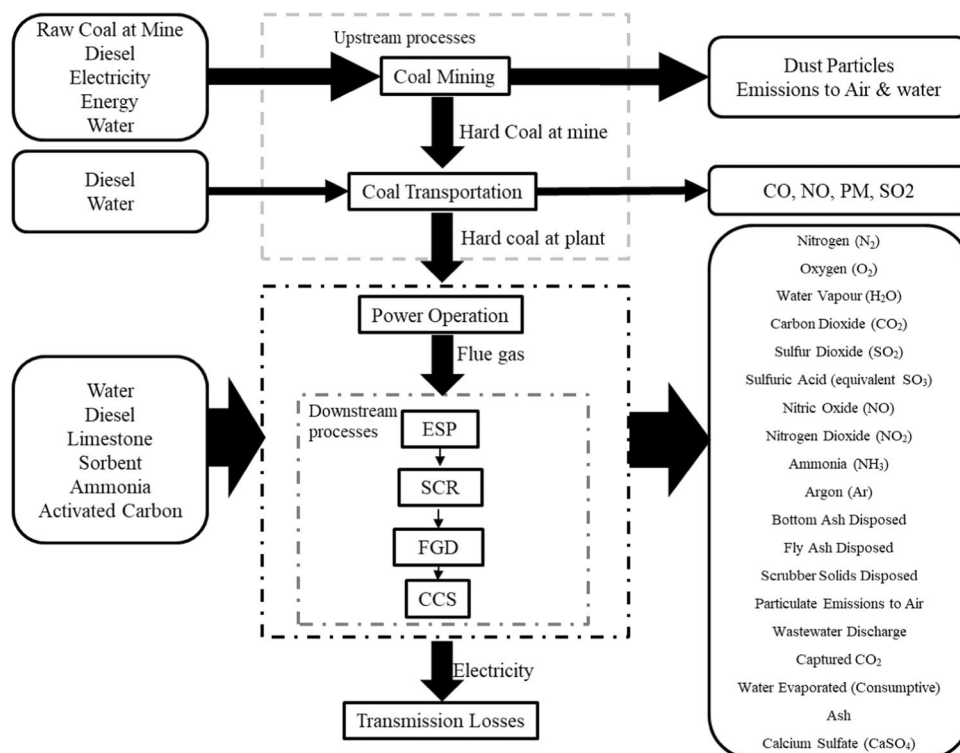 Raw Coal at Mine
Diesel
Electricity
Energy
Water
Upstream processes
Coal Mining
Dust Particles
Emissions to Air & water
Hard Coal at mine
Diesel
Water
Coal Transportation
CO, NO, PM, SO2
Hard coal at plant
Power Operation
Flue gas
Water
Diesel
Limestone
Sorbent
Ammonia
Activated Carbon
Downstream
processes
ESP
SCR
FGD
CCS
Electricity
Transmission Losses
Nitrogen (N₂)
Oxygen (O₂)
Water Vapour (H₂O)
Carbon Dioxide (CO₂)
Sulfur Dioxide (SO₂)
Sulfuric Acid (equivalent SO₃)
Nitric Oxide (NO)
Nitrogen Dioxide (NO₂)
Ammonia (NH₃)
Argon (Ar)
Bottom Ash Disposed
Fly Ash Disposed
Scrubber Solids Disposed
Particulate Emissions to Air
Wastewater Discharge
Captured CO₂
Water Evaporated (Consumptive)
Ash
Calcium Sulfate (CaSO₄)